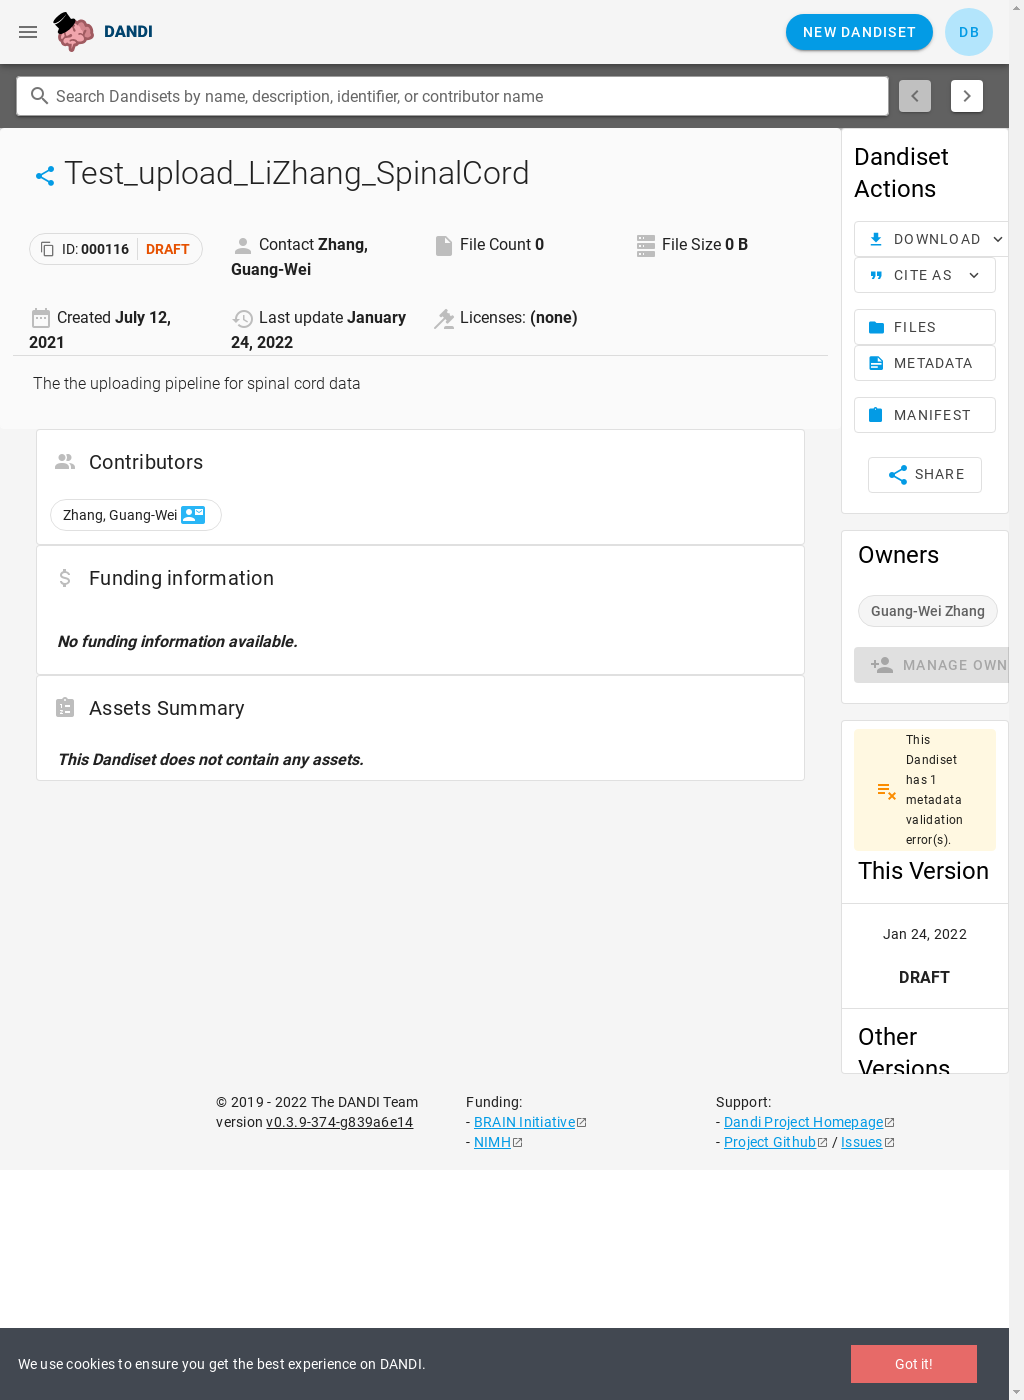 DANDI
NEW DANDISET
DB
Search Dandisets by name, description, identifier, or contributor name
Test_upload_LiZhang_SpinalCord
ID: 000116 DRAFT
Contact Zhang,
Guang-Wei
File Count 0
File Size 0 B
Created July 12,
2021
Last update January
24, 2022
Licenses: (none)
The the uploading pipeline for spinal cord data
Contributors
Zhang, Guang-Wei
Funding information
No funding information available.
Assets Summary
This Dandiset does not contain any assets.
Dandiset
Actions
DOWNLOAD
CITE AS
FILES
METADATA
MANIFEST
SHARE
Owners
Guang-Wei Zhang
MANAGE OWN
This
Dandiset
has 1
metadata
validation
error(s).
This Version
Jan 24, 2022
DRAFT
Other
Versions
© 2019 - 2022 The DANDI Team
version v0.3.9-374-g839a6e14
Funding:
- BRAIN Initiative
- NIMH
Support:
- Dandi Project Homepage
- Project Github / Issues
We use cookies to ensure you get the best experience on DANDI.
Got it!